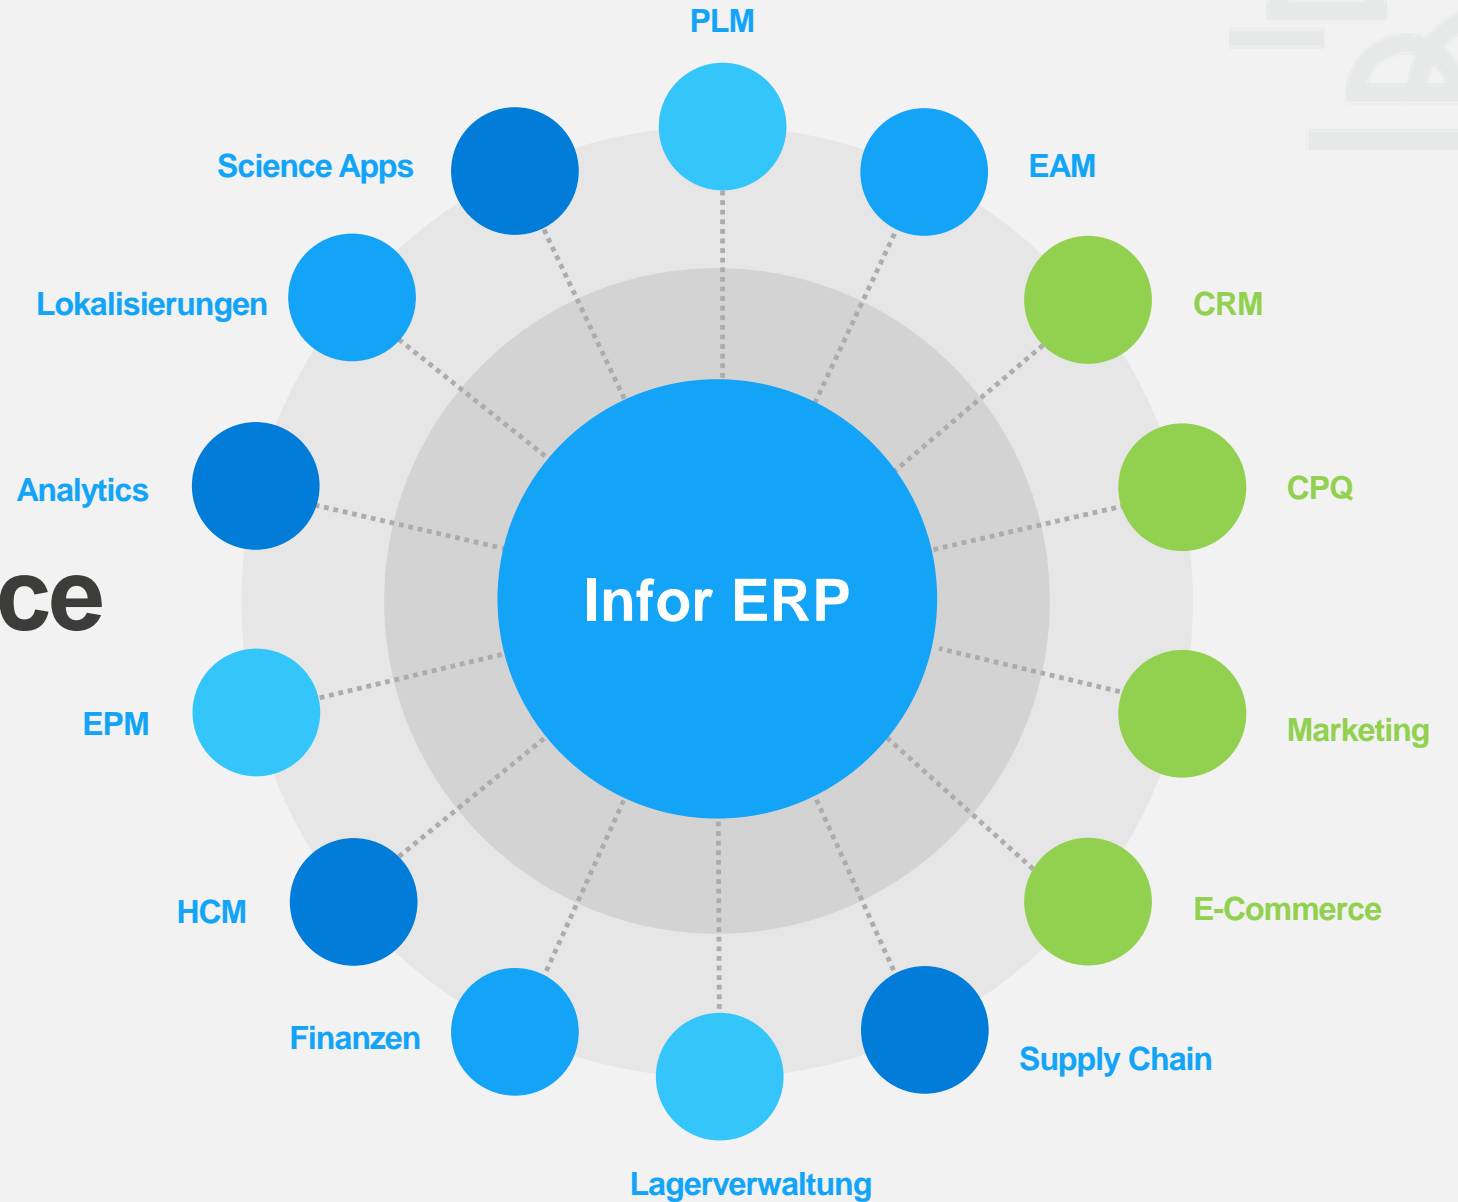 PLM
Science Apps
EAM
Lokalisierungen
CRM
Analytics
CPQ
ce
Infor ERP
EPM
Marketing
HCM
E-Commerce
Finanzen
Supply Chain
Lagerverwaltung